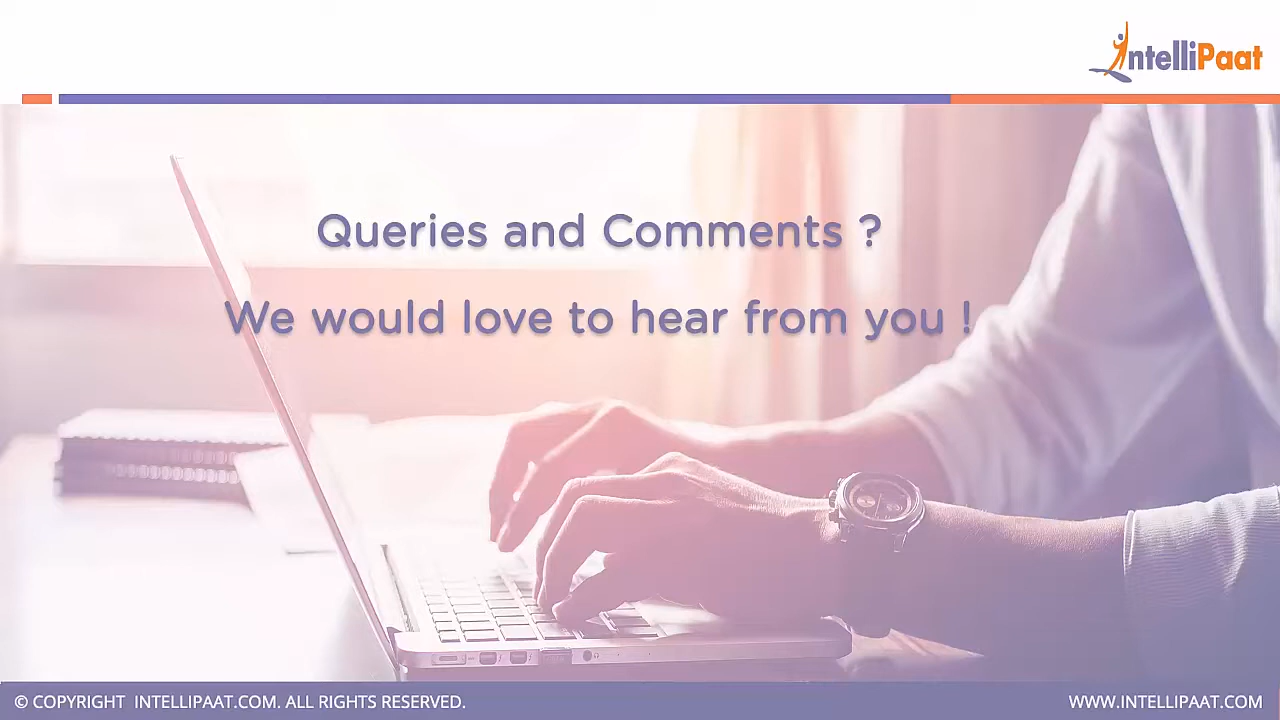 IntelliPaat
Queries and Comments ?
We would love to hear from you !
© COPYRIGHT INTELLIPAAT.COM. ALL RIGHTS RESERVED.
WWW.INTELLIPAAT.COM